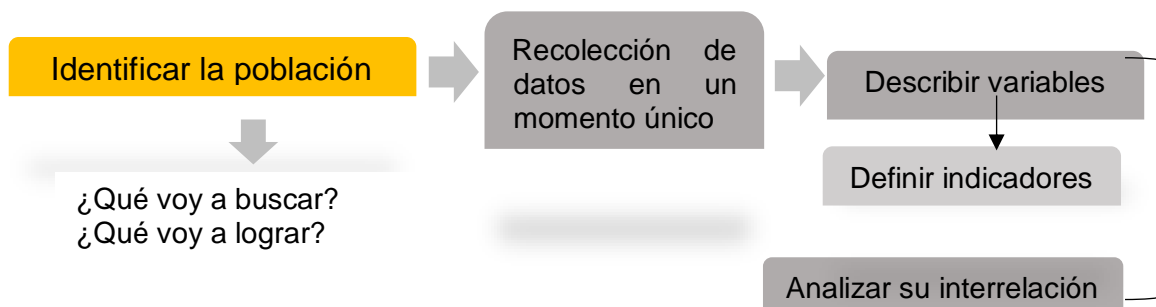 Identificar la población
¿Qué voy a buscar?
¿Qué voy a lograr?
Recolección de
datos en un
momento único
Describir variables
Definir indicadores
Analizar su interrelación